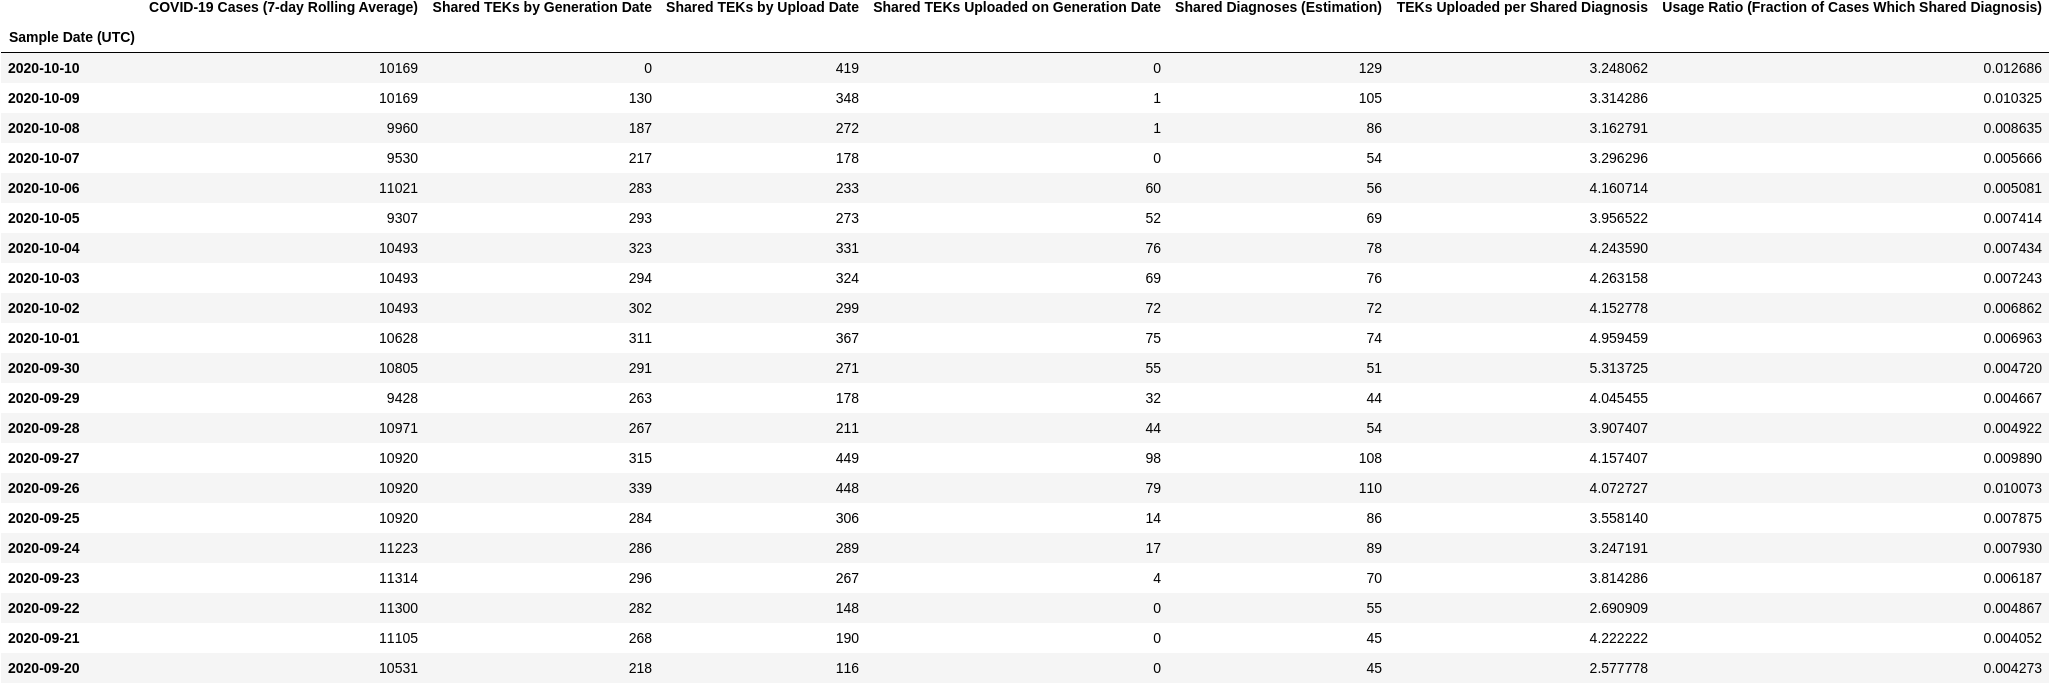 COVID-19 Cases (7-day Rolling Average) Shared TEKs by Generation Date Shared TEKs by Upload Date Shared TEKs Uploaded on Generation Date Shared Diagnoses (Estimation) TEKs Uploaded per Shared Diagnosis Usage Ratio (Fraction of Cases Which Shared Diagnosis)
Sample Date (UTC)
2020-10-10 10169 0 419 0 129 3.248062 0.012686
2020-10-09 10169 130 348 1 105 3.314286 0.010325
2020-10-08 9960 187 272 1 86 3.162791 0.008635
2020-10-07 9530 217 178 0 54 3.296296 0.005666
2020-10-06 11021 283 233 60 56 4.160714 0.005081
2020-10-05 9307 293 273 52 69 3.956522 0.007414
2020-10-04 10493 323 331 76 78 4.243590 0.007434
2020-10-03 10493 294 324 69 76 4.263158 0.007243
2020-10-02 10493 302 299 72 72 4.152778 0.006862
2020-10-01 10628 311 367 75 74 4.959459 0.006963
2020-09-30 10805 291 271 55 51 5.313725 0.004720
2020-09-29 9428 263 178 32 44 4.045455 0.004667
2020-09-28 10971 267 211 44 54 3.907407 0.004922
2020-09-27 10920 315 449 98 108 4.157407 0.009890
2020-09-26 10920 339 448 79 110 4.072727 0.010073
2020-09-25 10920 284 306 14 86 3.558140 0.007875
2020-09-24 11223 286 289 17 89 3.247191 0.007930
2020-09-23 11314 296 267 4 70 3.814286 0.006187
2020-09-22 11300 282 148 0 55 2.690909 0.004867
2020-09-21 11105 268 190 0 45 4.222222 0.004052
2020-09-20 10531 218 116 0 45 2.577778 0.004273